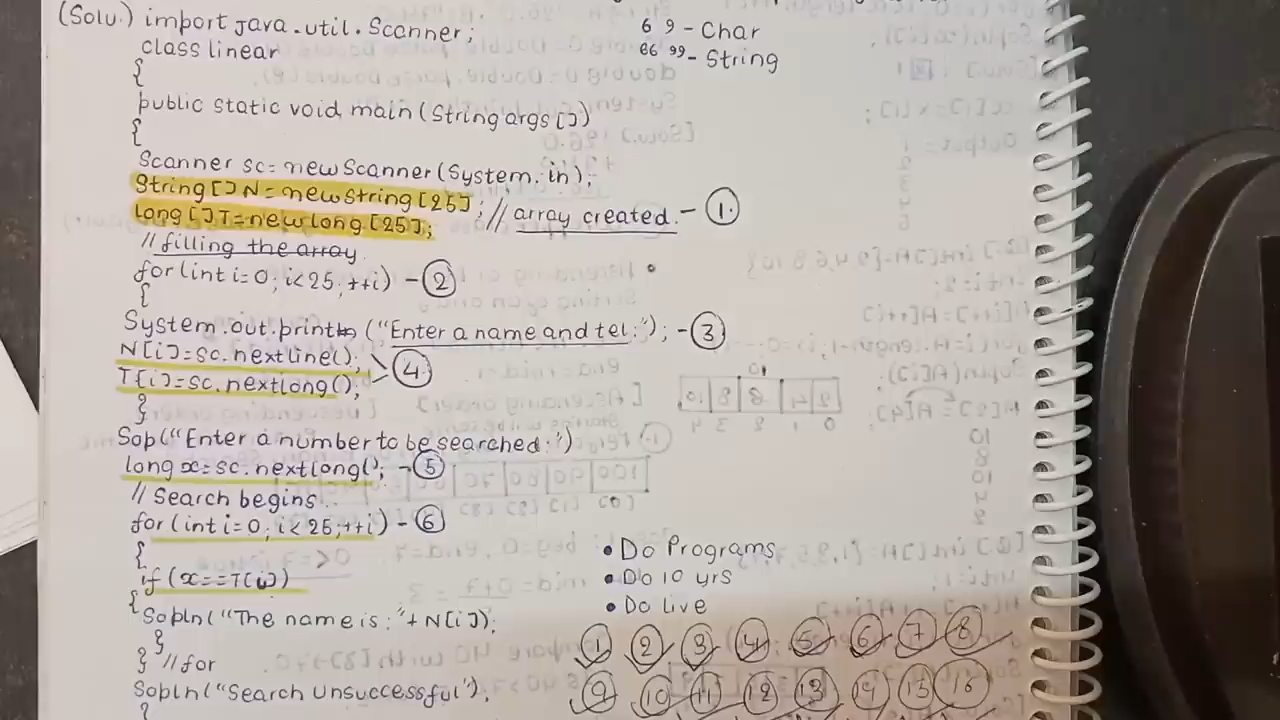 (Solu.) import java.util.Scanner;
6 9 - Char
class linear
66 99 - String
{
public static void main (String args [])
{
Scanner sc = new Scanner (System.in);
String [] N = new String [25]; // array created. - 1.
long [] T = new long [25];
// filling the array.
for (int i=0; i<25; ++i) - 2
{
System.out.println ("Enter a name and tel:"); - 3
N[i]=sc.nextline();
T[i]=sc.nextlong(); 4
}
Sop("Enter a number to be searched:")
long x=sc.nextlong(); - 5
// Search begins..
for (int i=0; i<25; ++i) - 6
{
if (x==T(i))
{
Sopln("The name is: "+ N[i]);
}
} // for
Sopln("Search Unsuccessful");
}
• Do Programs
• Do 10 yrs
• Do live
1 2 3 4 5 6 7 8
9 10 11 12 13 14 15 16